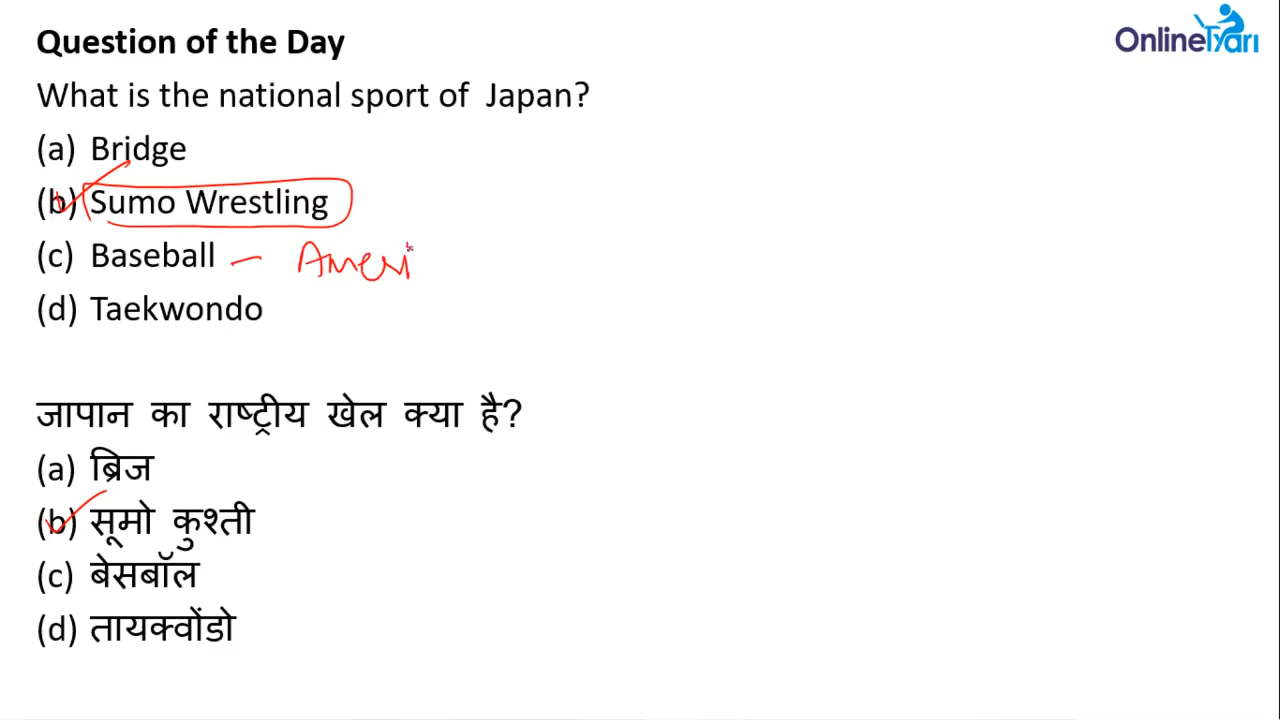 Question of the Day
OnlineTyari
What is the national sport of Japan?
(a) Bridge
(b) Sumo Wrestling
(c) Baseball – Ameri
(d) Taekwondo
जापान का राष्ट्रीय खेल क्या है?
(a) ब्रिज
(b) सूमो कुश्ती
(c) बेसबॉल
(d) तायक्वोंडो